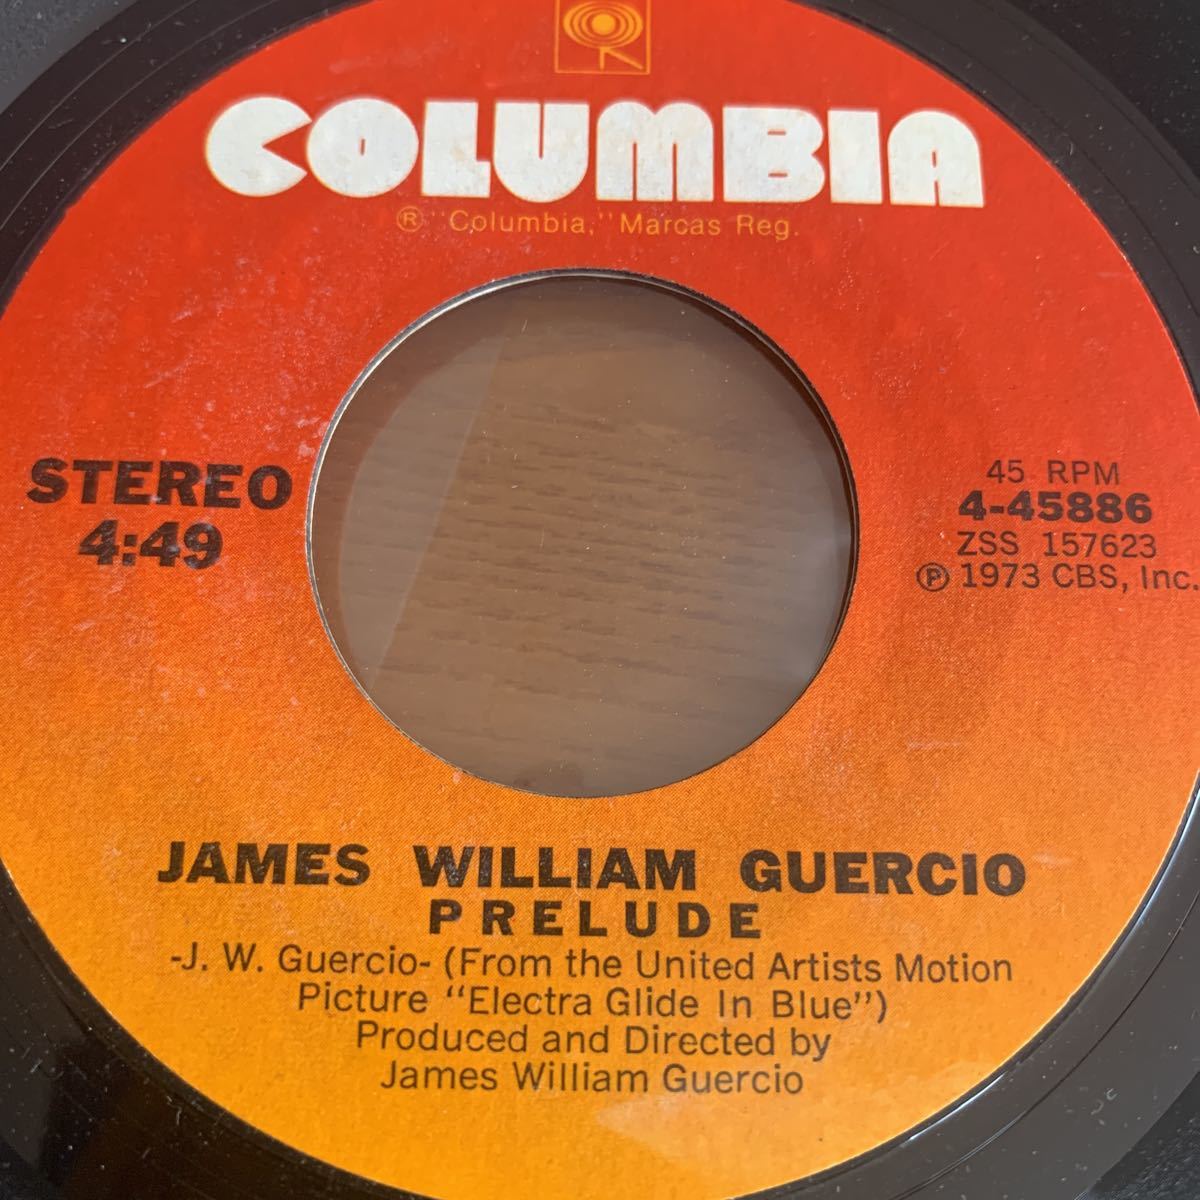 COLUMBIA
® "Columbia," Marcas Reg.
STEREO
4:49
45 RPM
4-45886
ZSS 157623
Ⓟ 1973 CBS, Inc.
JAMES WILLIAM GUERCIO
PRELUDE
-J. W. Guercio- (From the United Artists Motion
Picture "Electra Glide In Blue")
Produced and Directed by
James William Guercio